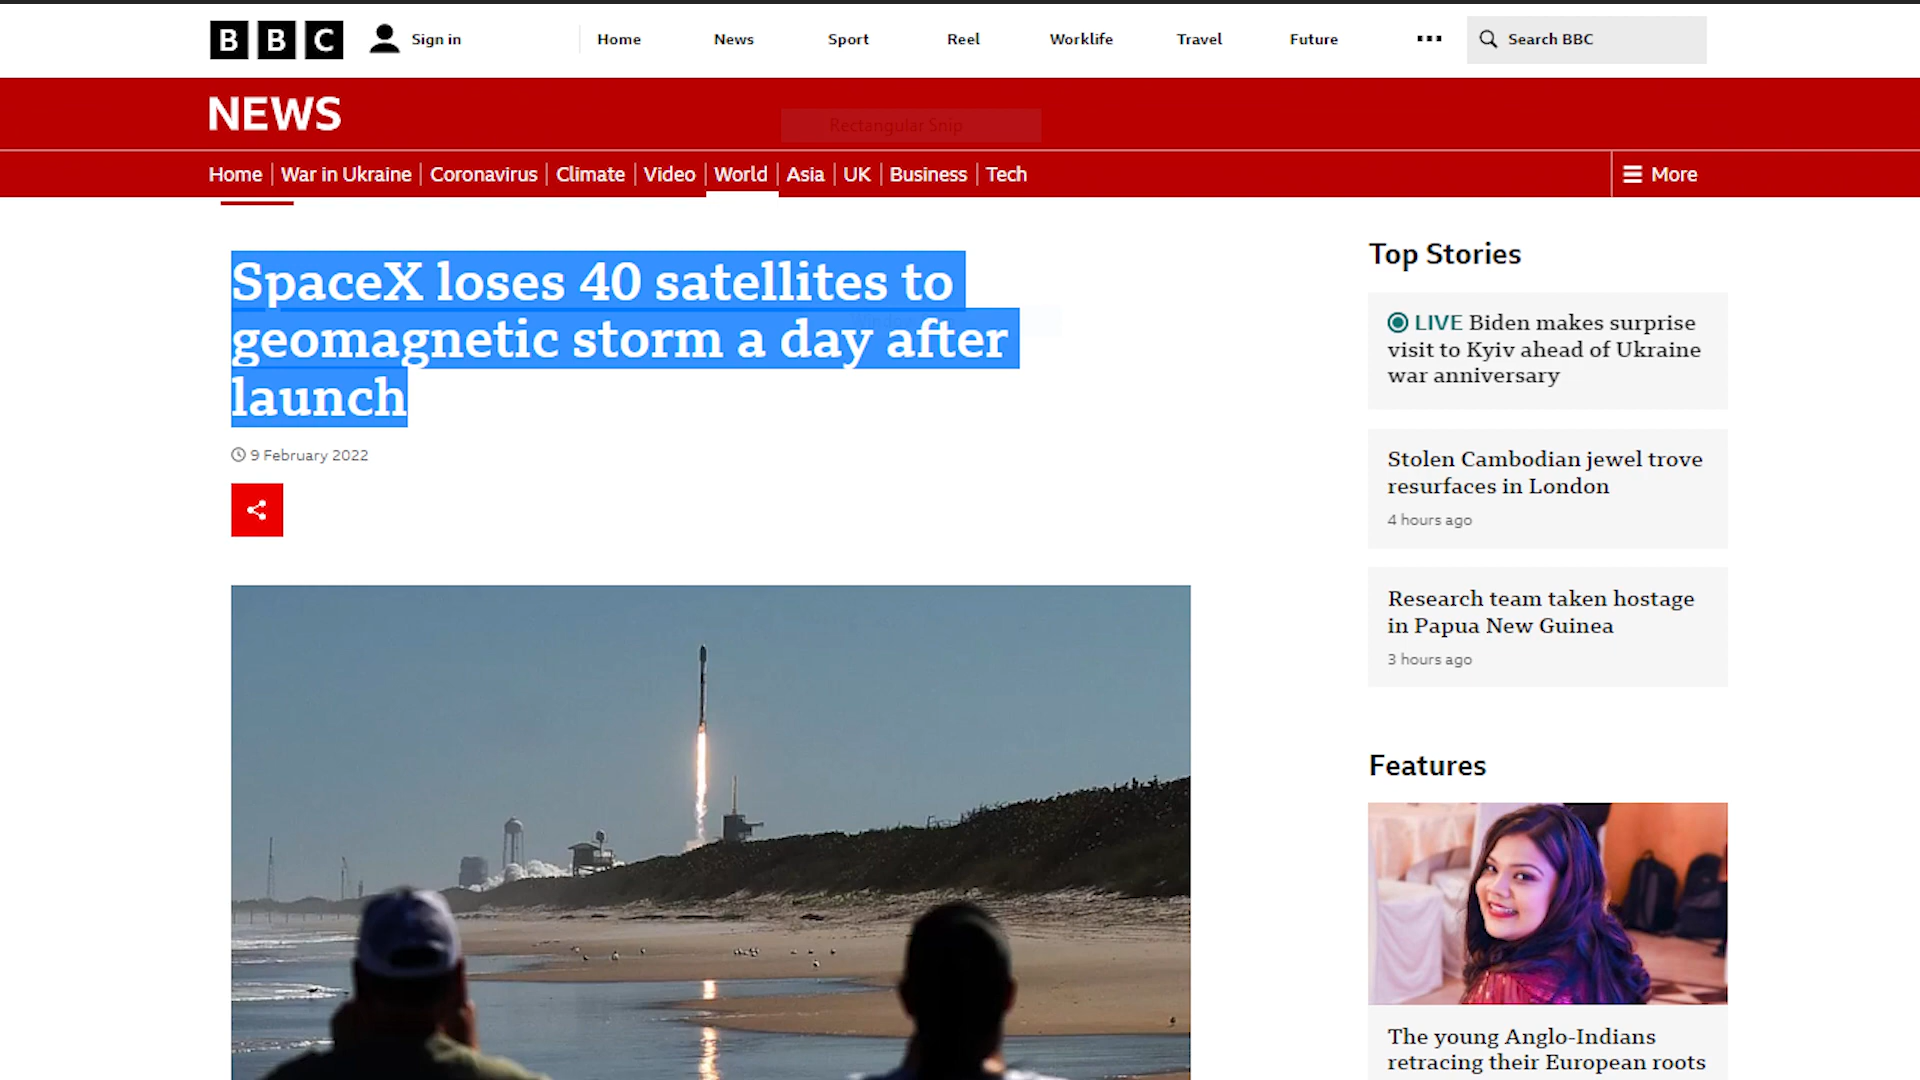 BBC
Sign in
Home
News
Sport
Reel
Worklife
Travel
Future
Search BBC
NEWS
Rectangular Snip
Home
War in Ukraine
Coronavirus
Climate
Video
World
Asia
UK
Business
Tech
More
SpaceX loses 40 satellites to
geomagnetic storm a day after
launch
9 February 2022
Top Stories
LIVE Biden makes surprise
visit to Kyiv ahead of Ukraine
war anniversary
Stolen Cambodian jewel trove
resurfaces in London
4 hours ago
Research team taken hostage
in Papua New Guinea
3 hours ago
Features
The young Anglo-Indians
retracing their European roots